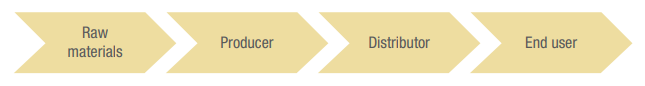 Raw
materials
Producer
Distributor
End user